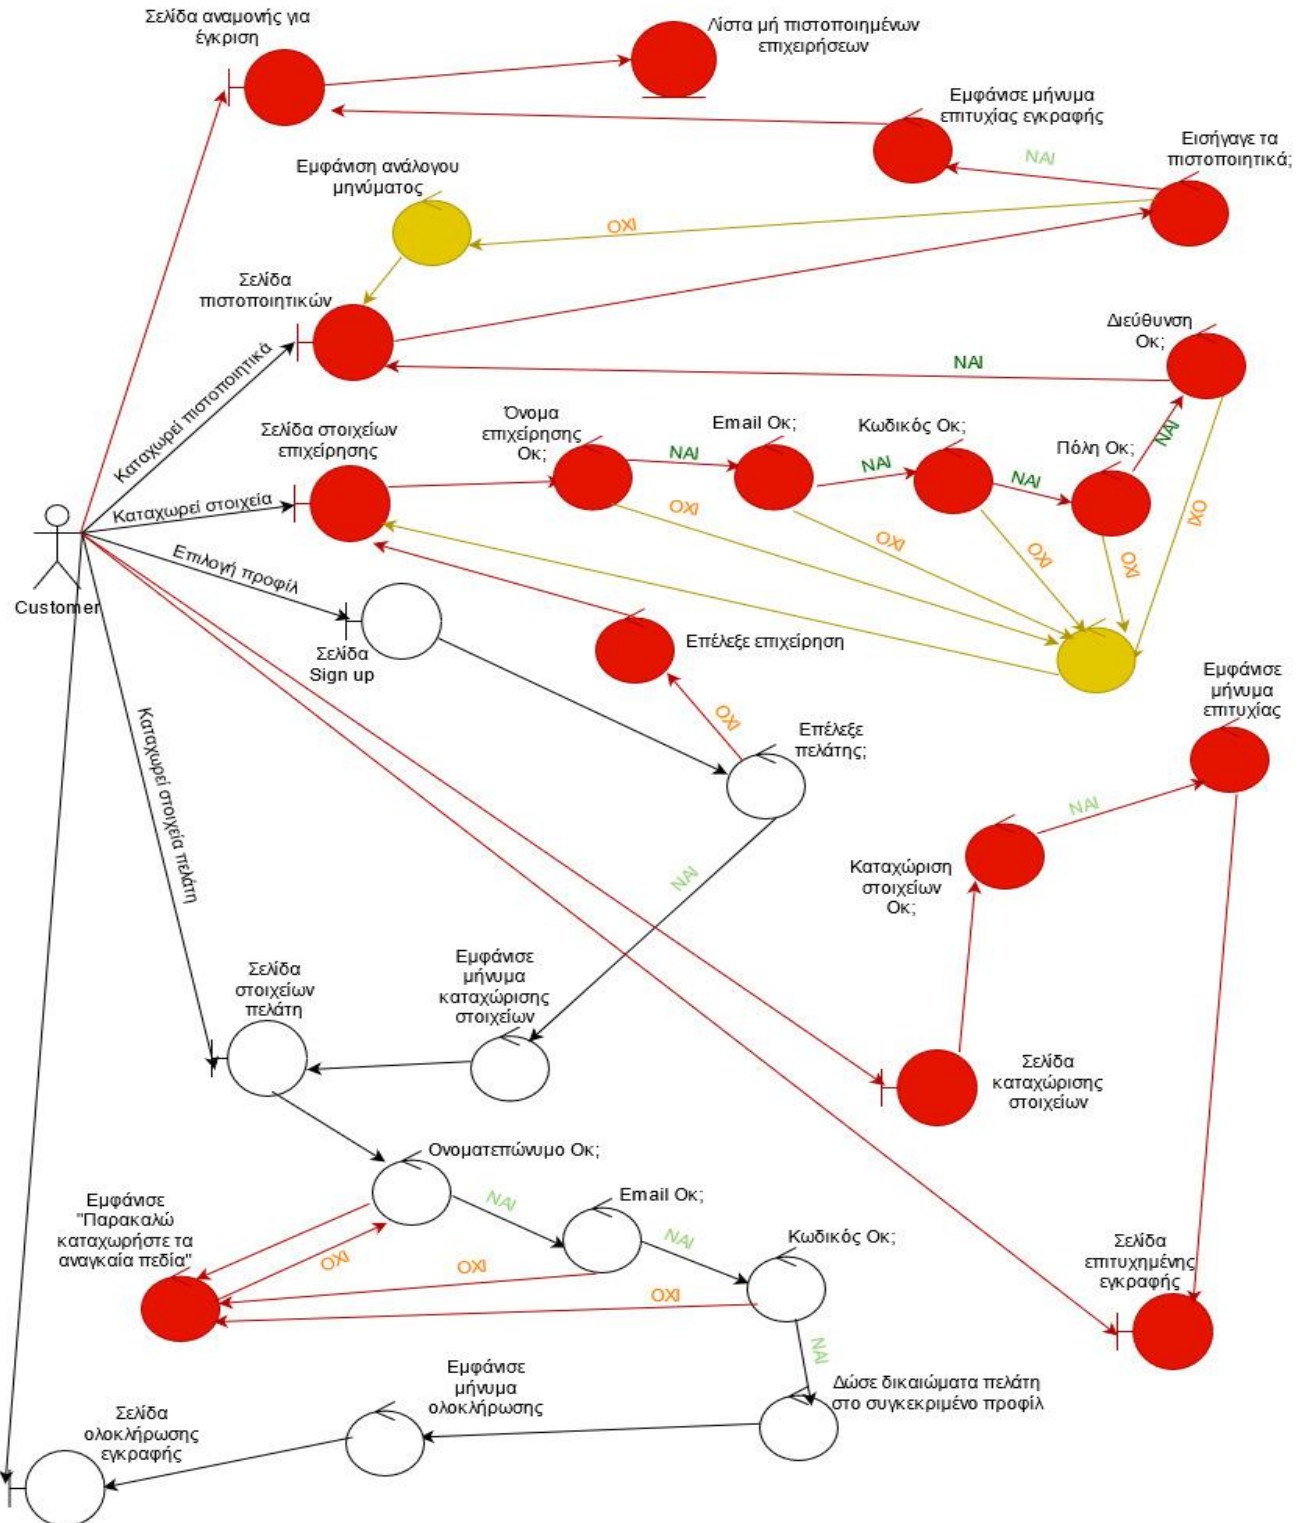 Σελίδα αναμονής για
έγκριση
Λίστα μή πιστοποιημένων
επιχειρήσεων
Εμφάνισε μήνυμα
επιτυχίας εγκραφής
Εισήγαγε τα
πιστοποιητικά;
ΝΑΙ
Εμφάνιση ανάλογου
μηνύματος
ΟΧΙ
Σελίδα
πιστοποιητικών
Διεύθυνση
Οκ;
ΝΑΙ
Καταχωρεί πιστοποιητικά
Σελίδα στοιχείων
επιχείρησης
Όνομα
επιχείρησης
Οκ;
ΝΑΙ
Email Οκ;
ΝΑΙ
Κωδικός Οκ;
ΝΑΙ
Πόλη Οκ;
ΝΑΙ
Καταχωρεί στοιχεία
ΟΧΙ
ΟΧΙ
ΟΧΙ
ΟΧΙ
ΟΧΙ
Customer
Επιλογή προφίλ
Σελίδα
Sign up
Επέλεξε επιχείρηση
ΟΧΙ
Επέλεξε
πελάτης;
Εμφάνισε
μήνυμα
επιτυχίας
ΝΑΙ
Καταχωρεί στοιχεία πελάτη
ΝΑΙ
Καταχώριση
στοιχείων
Οκ;
Σελίδα
στοιχείων
πελάτη
Εμφάνισε
μήνυμα
καταχώρισης
στοιχείων
Σελίδα
καταχώρισης
στοιχείων
Ονοματεπώνυμο Οκ;
ΝΑΙ
Email Οκ;
ΝΑΙ
Κωδικός Οκ;
Εμφάνισε
"Παρακαλώ
καταχωρήστε τα
αναγκαία πεδία"
ΟΧΙ
ΟΧΙ
ΟΧΙ
Σελίδα
επιτυχημένης
εγκραφής
ΝΑΙ
Δώσε δικαιώματα πελάτη
στο συγκεκριμένο προφίλ
Εμφάνισε
μήνυμα
ολοκλήρωσης
Σελίδα
ολοκλήρωσης
εγκραφής